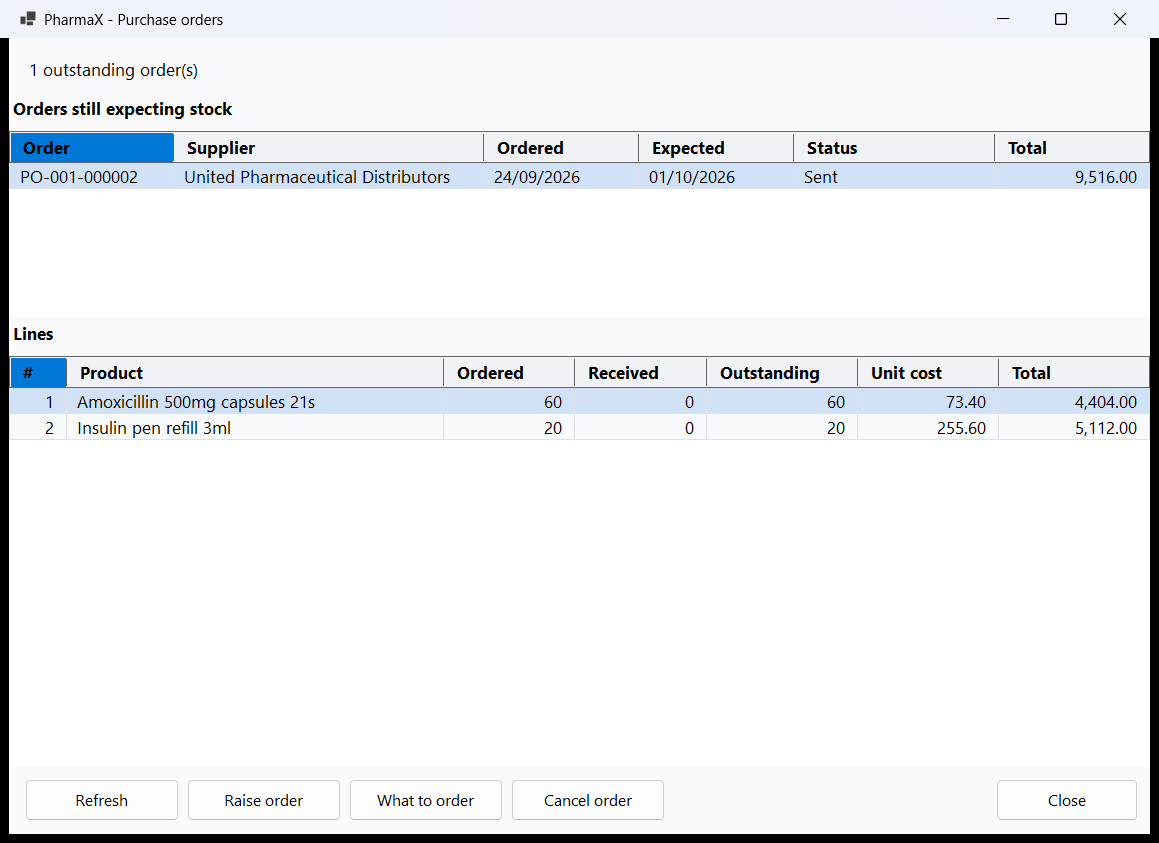 PharmaX - Purchase orders
1 outstanding order(s)
Orders still expecting stock
Order Supplier Ordered Expected Status Total
PO-001-000002 United Pharmaceutical Distributors 24/09/2026 01/10/2026 Sent 9,516.00
Lines
# Product Ordered Received Outstanding Unit cost Total
1 Amoxicillin 500mg capsules 21s 60 0 60 73.40 4,404.00
2 Insulin pen refill 3ml 20 0 20 255.60 5,112.00
Refresh Raise order What to order Cancel order Close